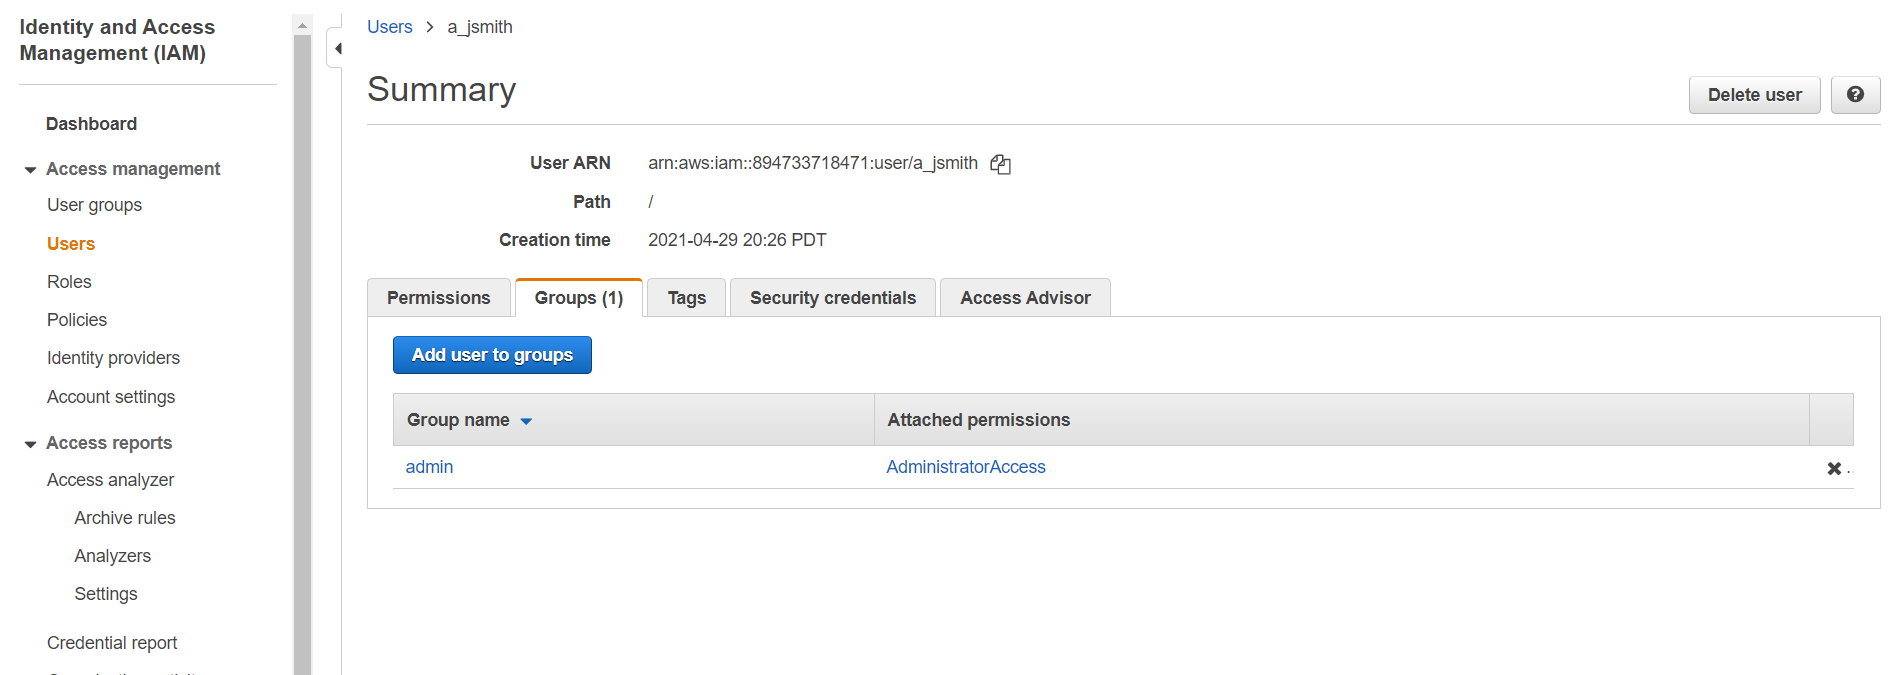 Identity and Access
Management (IAM)
Dashboard
Access management
User groups
Users
Roles
Policies
Identity providers
Account settings
Access reports
Access analyzer
Archive rules
Analyzers
Settings
Credential report
Users > a_jsmith
Summary
Delete user
User ARN arn:aws:iam::894733718471:user/a_jsmith
Path /
Creation time 2021-04-29 20:26 PDT
Permissions Groups (1) Tags Security credentials Access Advisor
Add user to groups
Group name Attached permissions
admin AdministratorAccess